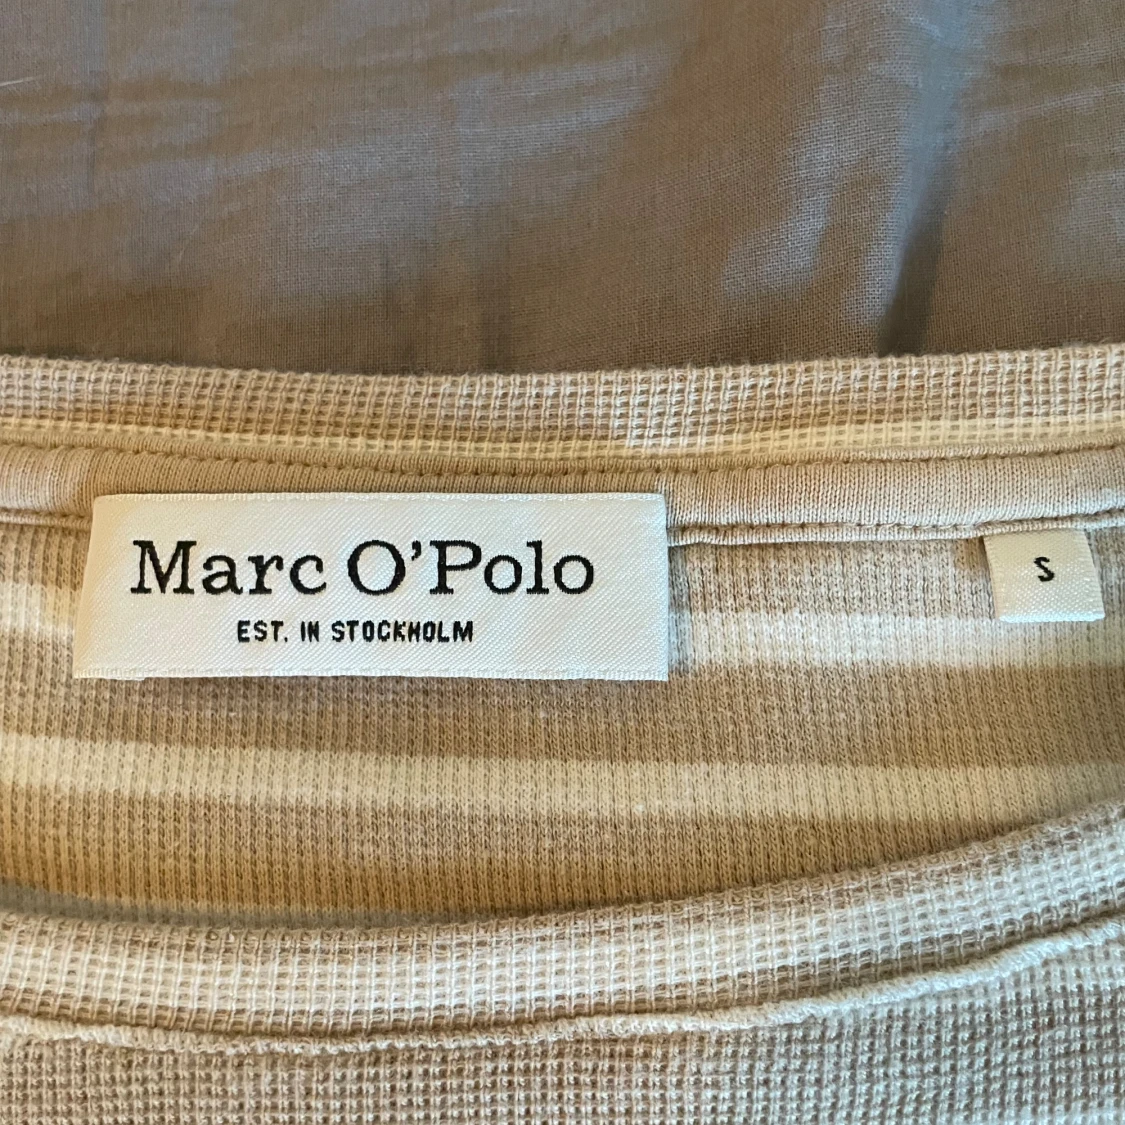 Marc O’Polo
EST. IN STOCKHOLM
S